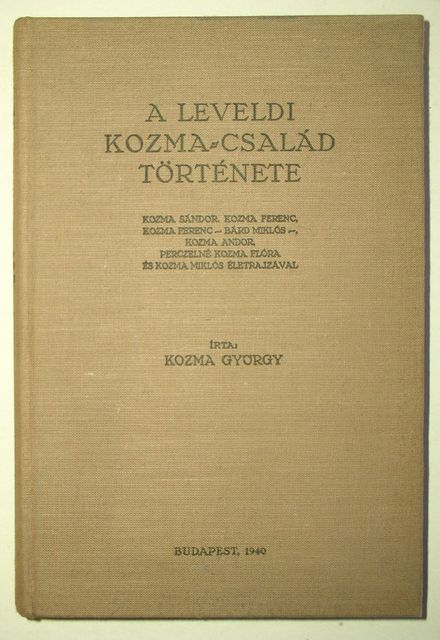 A LEVELDI
KOZMA-CSALÁD
TÖRTÉNETE
KOZMA SÁNDOR, KOZMA FERENC,
KOZMA FERENC – BÁRD MIKLÓS –,
KOZMA ANDOR,
PERCZELNÉ KOZMA FLÓRA
ÉS KOZMA MIKLÓS ÉLETRAJZÁVAL
ÍRTA:
KOZMA GYÖRGY
BUDAPEST, 1940